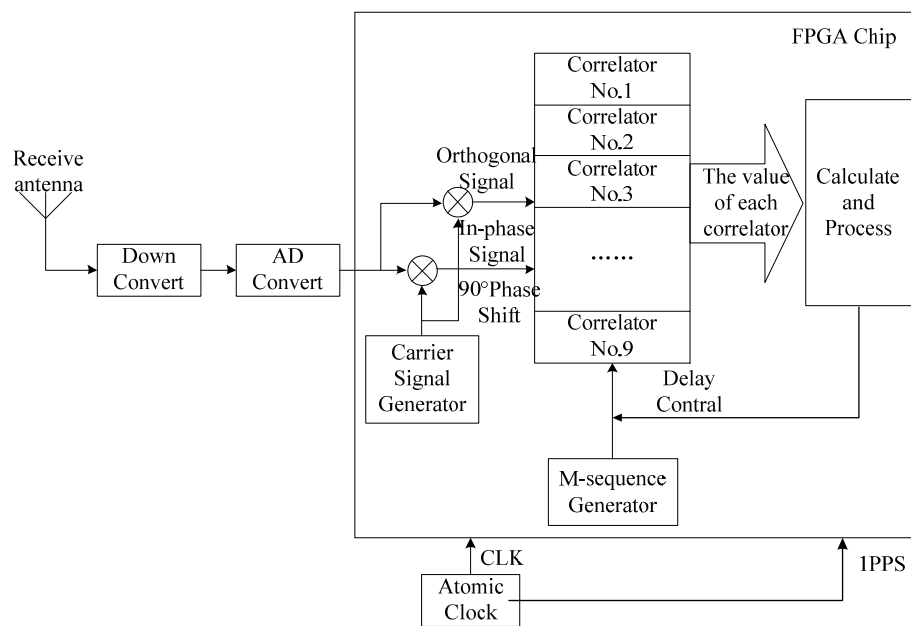 FPGA Chip
Correlator
No.1
Correlator
No.2
Correlator
No.3
……
Correlator
No.9
Receive
antenna
Down
Convert
AD
Convert
Orthogonal
Signal
In-phase
Signal
90°Phase
Shift
Carrier
Signal
Generator
The value
of each
correlator
Calculate
and
Process
Delay
Contral
M-sequence
Generator
CLK
1PPS
Atomic
Clock